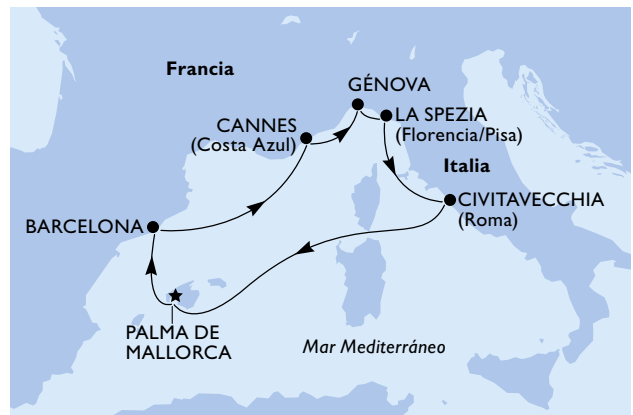 Francia
GÉNOVA
LA SPEZIA
(Florencia/Pisa)
CANNES
(Costa Azul)
Italia
CIVITAVECCHIA
(Roma)
BARCELONA
PALMA DE
MALLORCA
Mar Mediterráneo